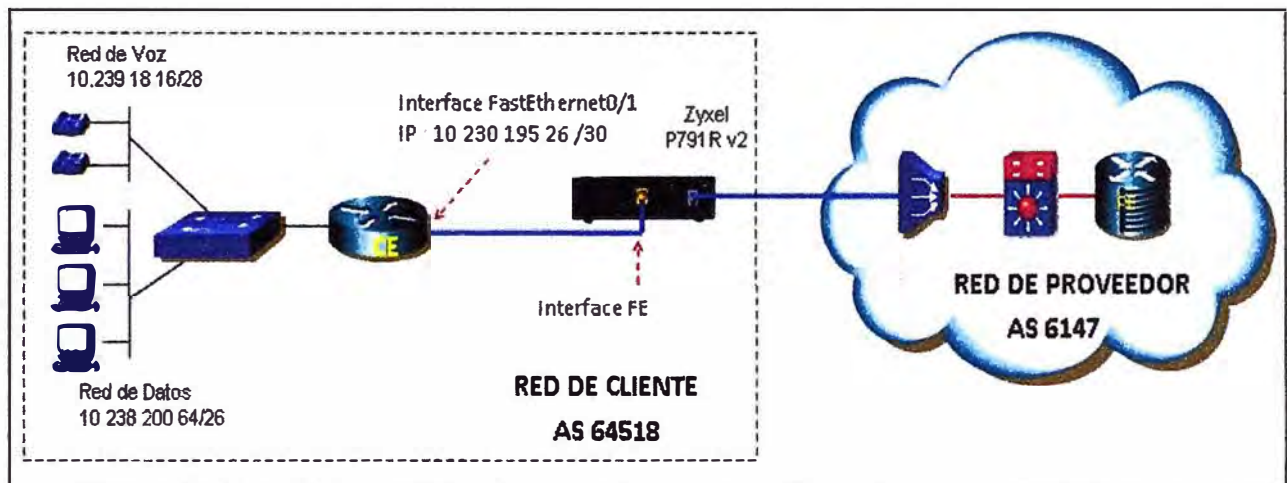 Red de Voz
10.239 18 16/28
Interface FastEthernet0/1
IP 10 230 195 26 /30
Zyxel
P791R v2
CE
PE
Interface FE
RED DE PROVEEDOR
AS 6147
RED DE CLIENTE
AS 64518
Red de Datos
10 238 200 64/26